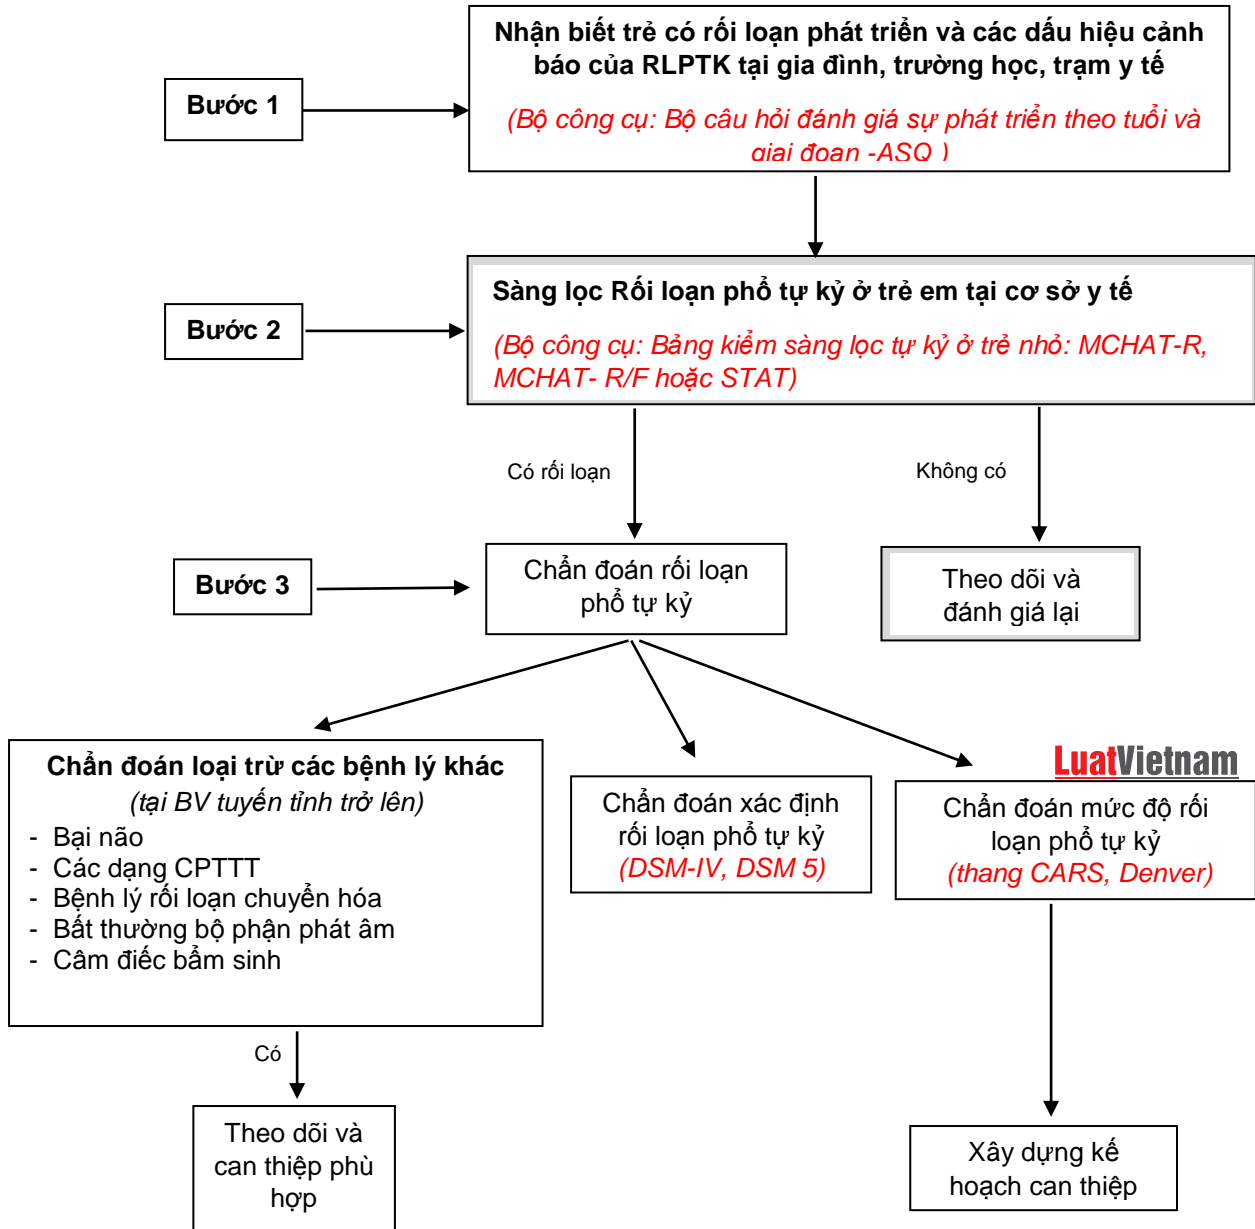 Nhận biết trẻ có rối loạn phát triển và các dấu hiệu cảnh
báo của RLPTK tại gia đình, trường học, trạm y tế
Bước 1
(Bộ công cụ: Bộ câu hỏi đánh giá sự phát triển theo tuổi và
giai đoạn -ASQ )
Sàng lọc Rối loạn phổ tự kỷ ở trẻ em tại cơ sở y tế
Bước 2
(Bộ công cụ: Bảng kiểm sàng lọc tự kỷ ở trẻ nhỏ: MCHAT-R,
MCHAT- R/F hoặc STAT)
Có rối loạn
Không có
Bước 3
Chẩn đoán rối loạn
phổ tự kỷ
Theo dõi và
đánh giá lại
Chẩn đoán loại trừ các bệnh lý khác
(tại BV tuyến tỉnh trở lên)
- Bại não
- Các dạng CPTTT
- Bệnh lý rối loạn chuyển hóa
- Bất thường bộ phận phát âm
- Câm điếc bẩm sinh
Chẩn đoán xác định
rối loạn phổ tự kỷ
(DSM-IV, DSM 5)
LuatVietnam
Chẩn đoán mức độ rối
loạn phổ tự kỷ
(thang CARS, Denver)
Có
Theo dõi và
can thiệp phù
hợp
Xây dựng kế
hoạch can thiệp